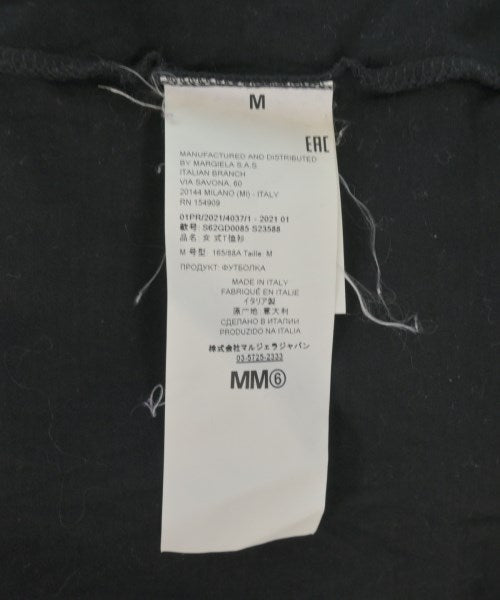 M
EAC
MANUFACTURED AND DISTRIBUTED
BY MARGIELA S.A.S.
ITALIAN BRANCH
VIA SAVONA, 60
20144 MILANO (MI) - ITALY
RN 154909
01PR/2021/4037/1 - 2021 01
款号: S62GD0085 S23588
品名: 女式T恤衫
M 号型: 165/88A Taille: M
ПРОДУКТ: ФУТБОЛКА
MADE IN ITALY
FABRIQUÉ EN ITALIE
イタリア製
原产地: 意大利
СДЕЛАНО В ИТАЛИИ
PRODUZIDO NA ITALIA
株式会社マルジェラジャパン
03-5725-2333
MM⑥